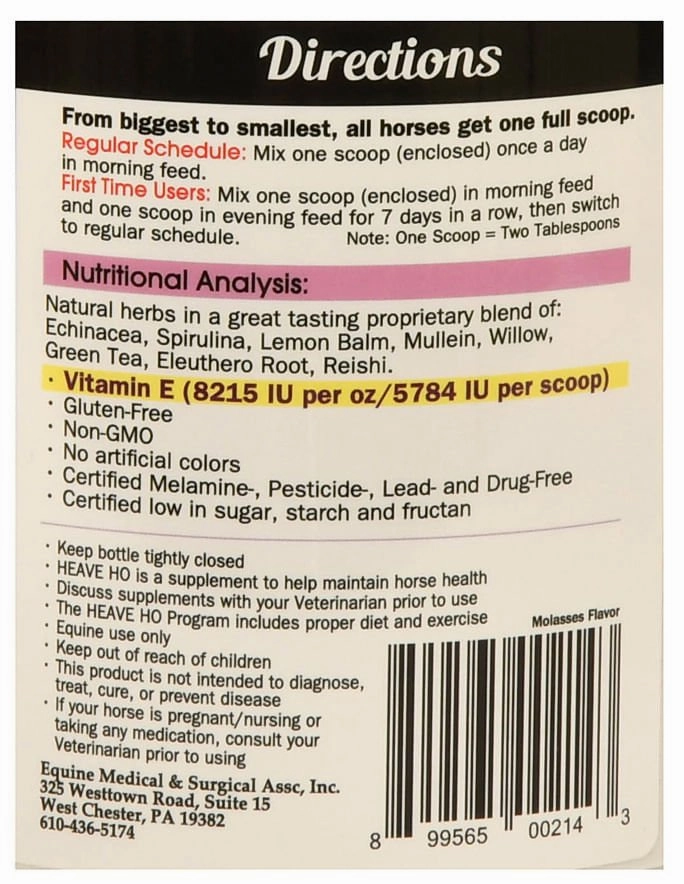 Directions
From biggest to smallest, all horses get one full scoop.
Regular Schedule: Mix one scoop (enclosed) once a day
in morning feed.
First Time Users: Mix one scoop (enclosed) in morning feed
and one scoop in evening feed for 7 days in a row, then switch
to regular schedule.
Note: One Scoop = Two Tablespoons
Nutritional Analysis:
Natural herbs in a great tasting proprietary blend of:
Echinacea, Spirulina, Lemon Balm, Mullein, Willow,
Green Tea, Eleuthero Root, Reishi.
· Vitamin E (8215 IU per oz/5784 IU per scoop)
· Gluten-Free
· Non-GMO
· No artificial colors
· Certified Melamine-, Pesticide-, Lead- and Drug-Free
· Certified low in sugar, starch and fructan
· Keep bottle tightly closed
· HEAVE HO is a supplement to help maintain horse health
· Discuss supplements with your Veterinarian prior to use
· The HEAVE HO Program includes proper diet and exercise
· Equine use only
· Keep out of reach of children
· This product is not intended to diagnose,
treat, cure, or prevent disease
· If your horse is pregnant/nursing or
taking any medication, consult your
Veterinarian prior to using
Equine Medical & Surgical Assc, Inc.
325 Westtown Road, Suite 15
West Chester, PA 19382
610-436-5174
Molasses Flavor
8 99565 00214 3